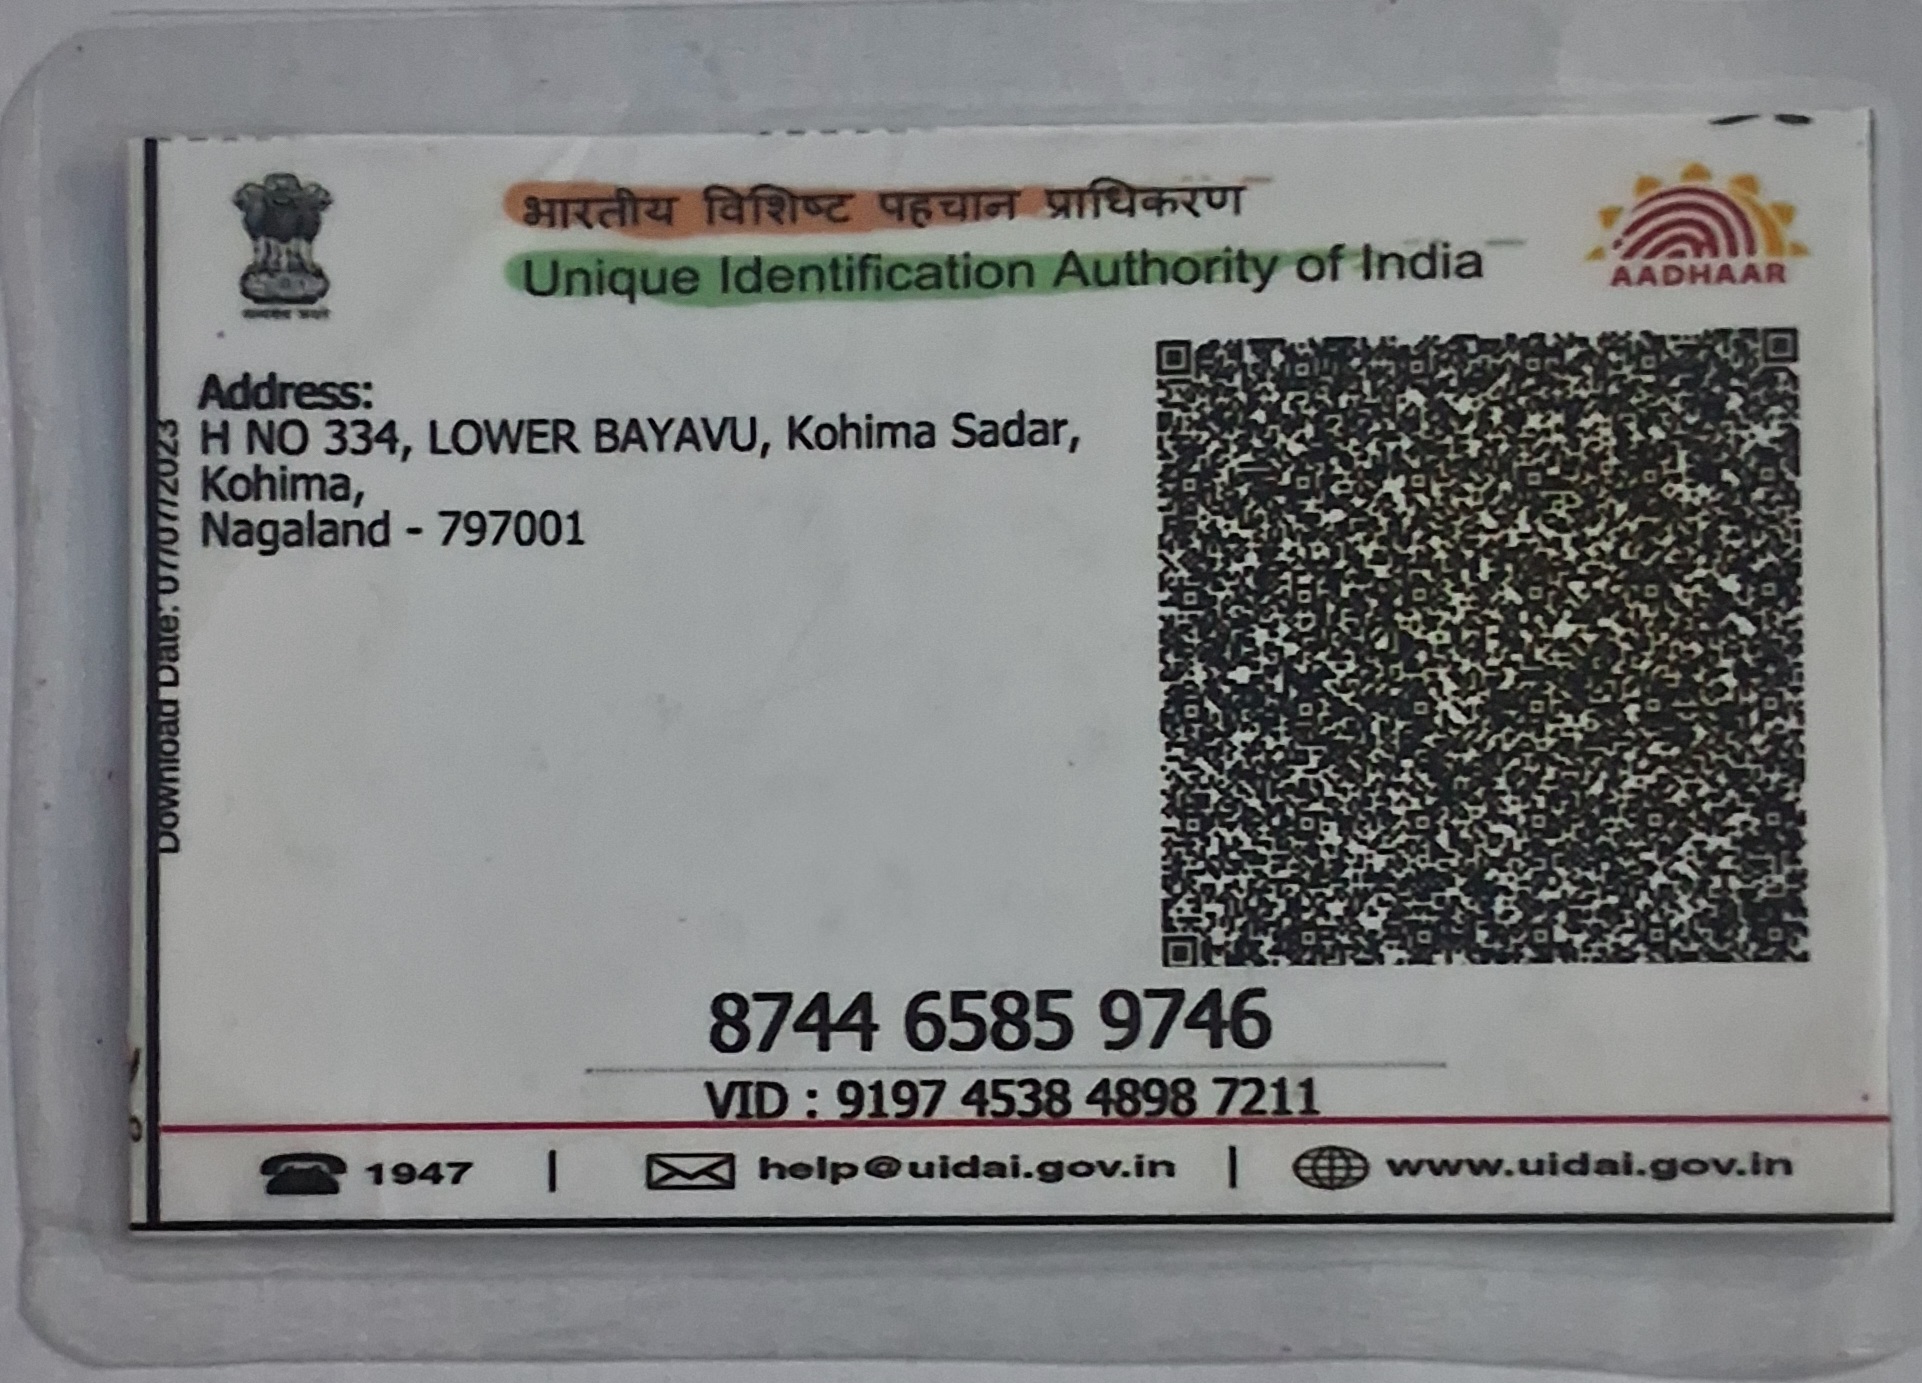 भारतीय विशिष्ट पहचान प्राधिकरण
Unique Identification Authority of India
AADHAAR
Address:
H NO 334, LOWER BAYAVU, Kohima Sadar,
Kohima,
Nagaland - 797001
Download Date: 07/07/2023
8744 6585 9746
VID : 9197 4538 4898 7211
1947 | help@uidai.gov.in | www.uidai.gov.in